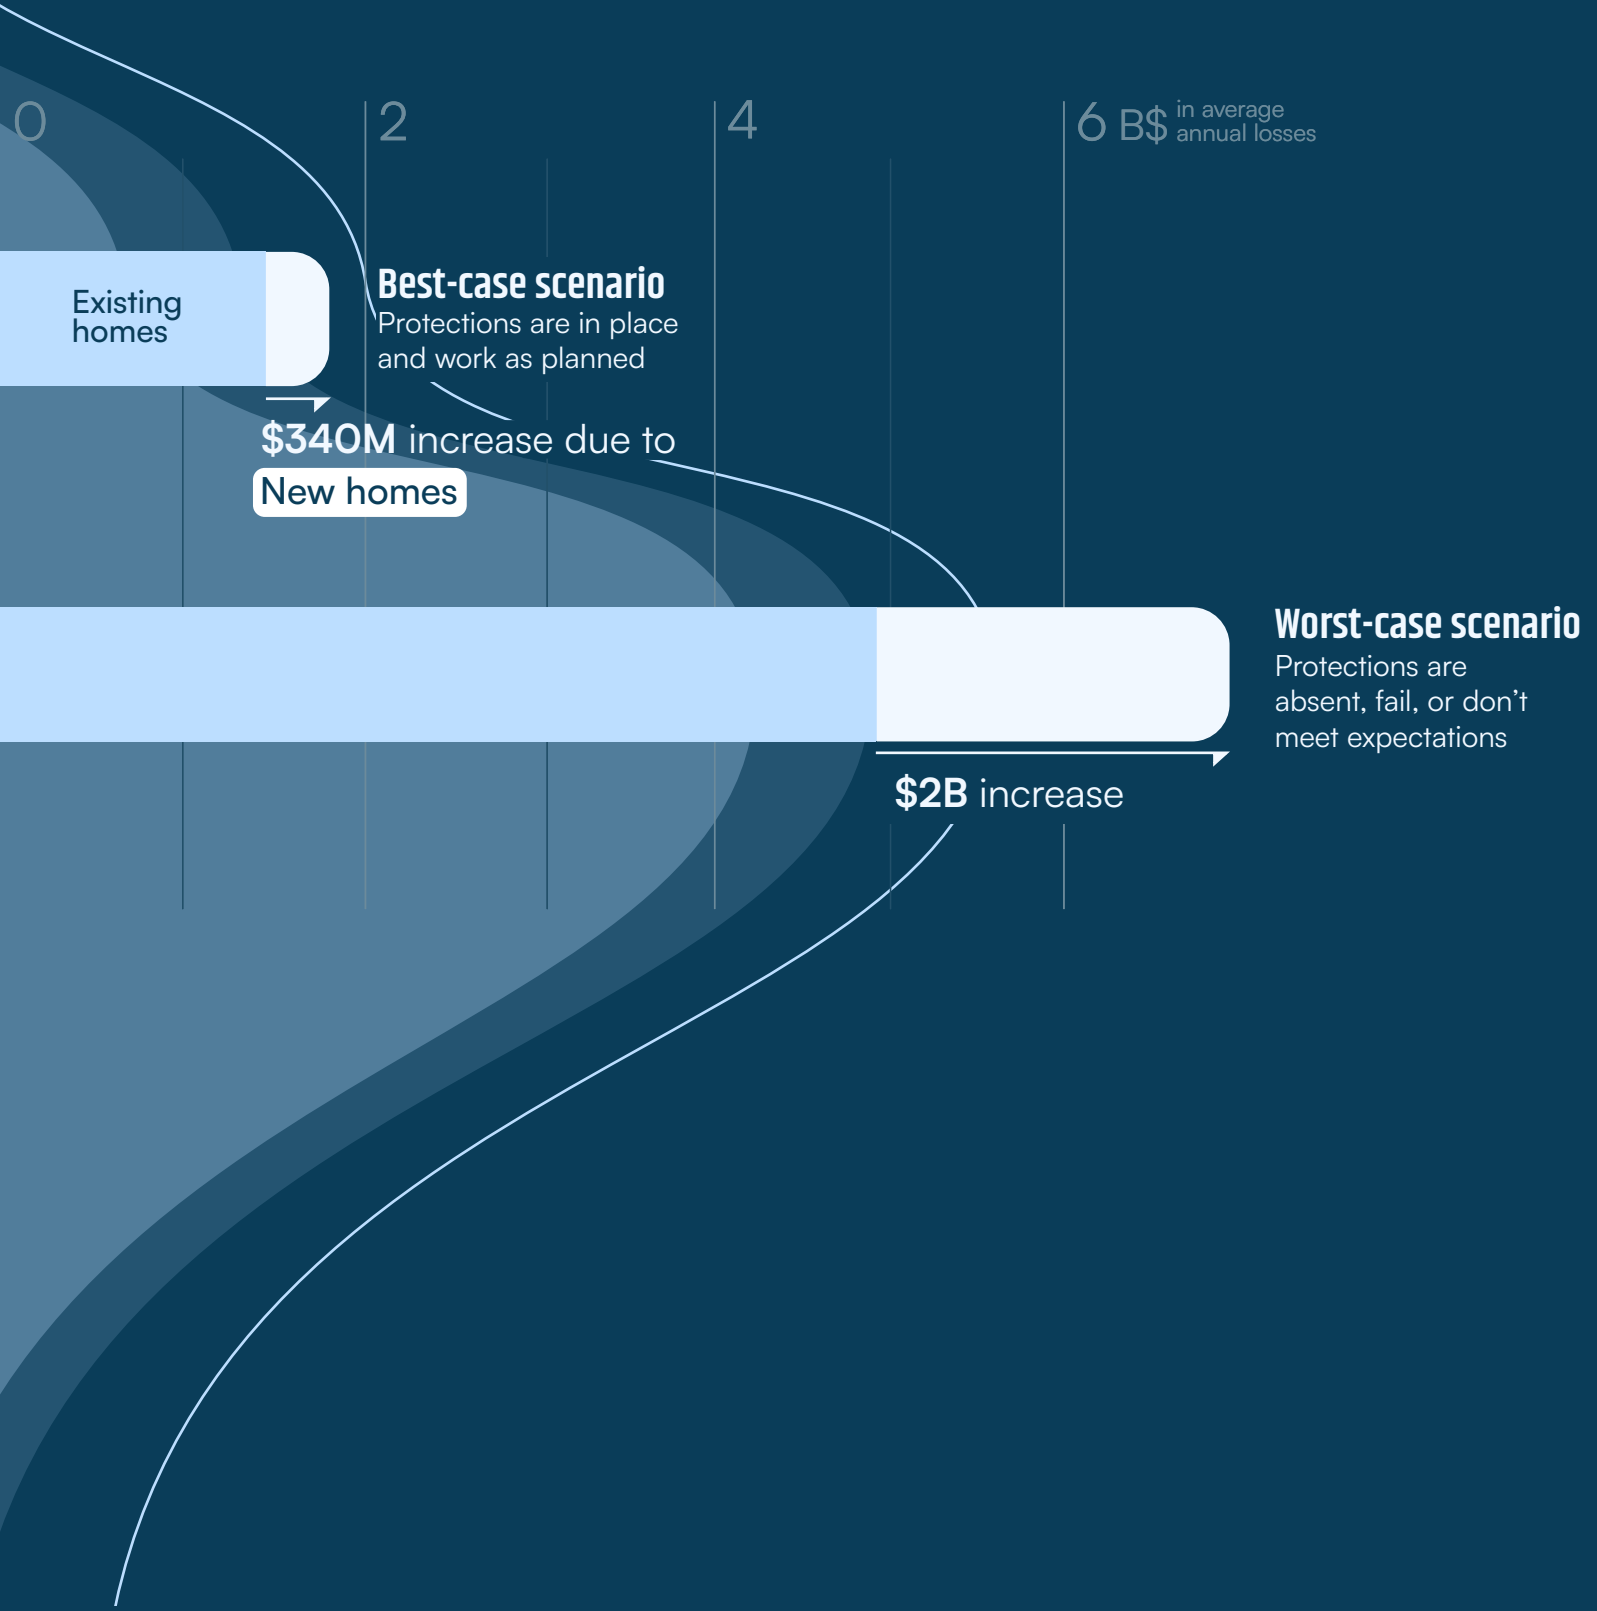 0 2 4 6 B$ in average
annual losses
Existing
homes
Best-case scenario
Protections are in place
and work as planned
$340M increase due to
New homes
Worst-case scenario
Protections are
absent, fail, or don’t
meet expectations
$2B increase